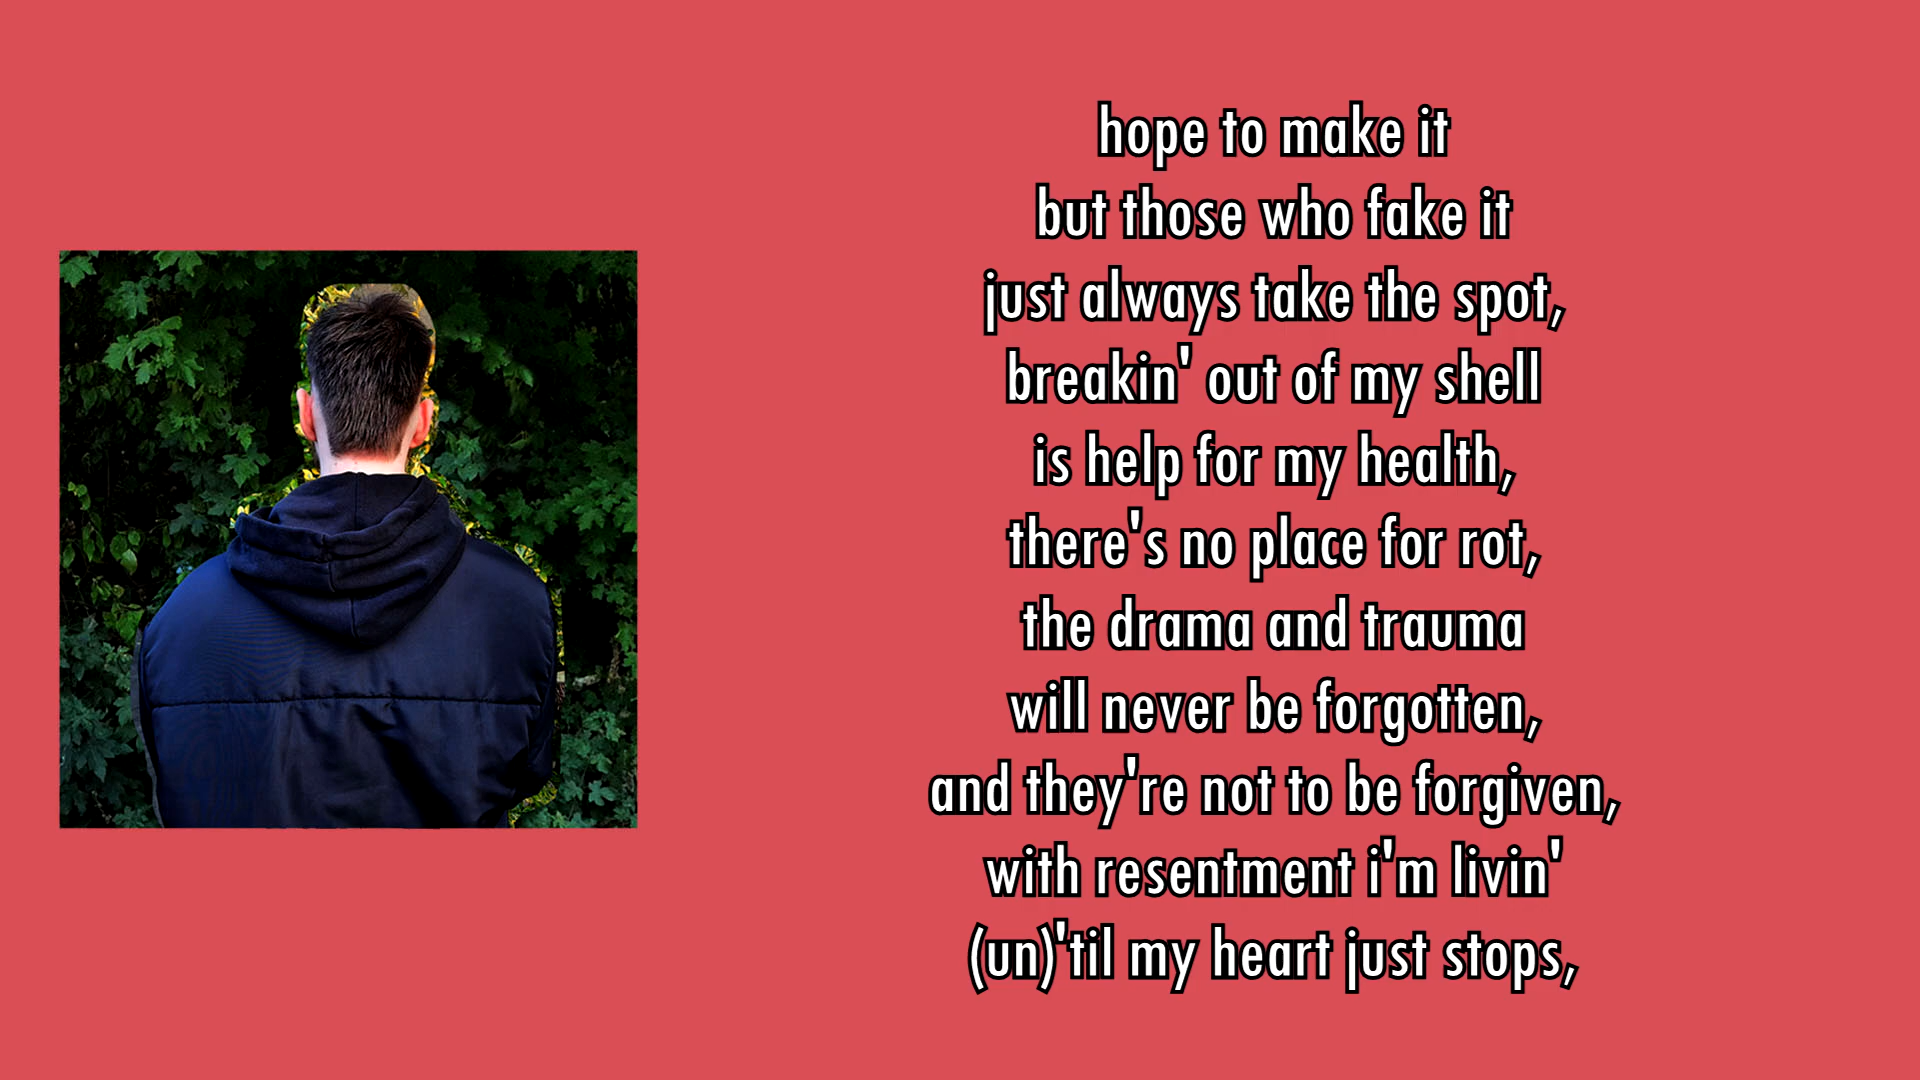 hope to make it
but those who fake it
just always take the spot,
breakin' out of my shell
is help for my health,
there's no place for rot,
the drama and trauma
will never be forgotten,
and they're not to be forgiven,
with resentment i'm livin'
(un)'til my heart just stops,